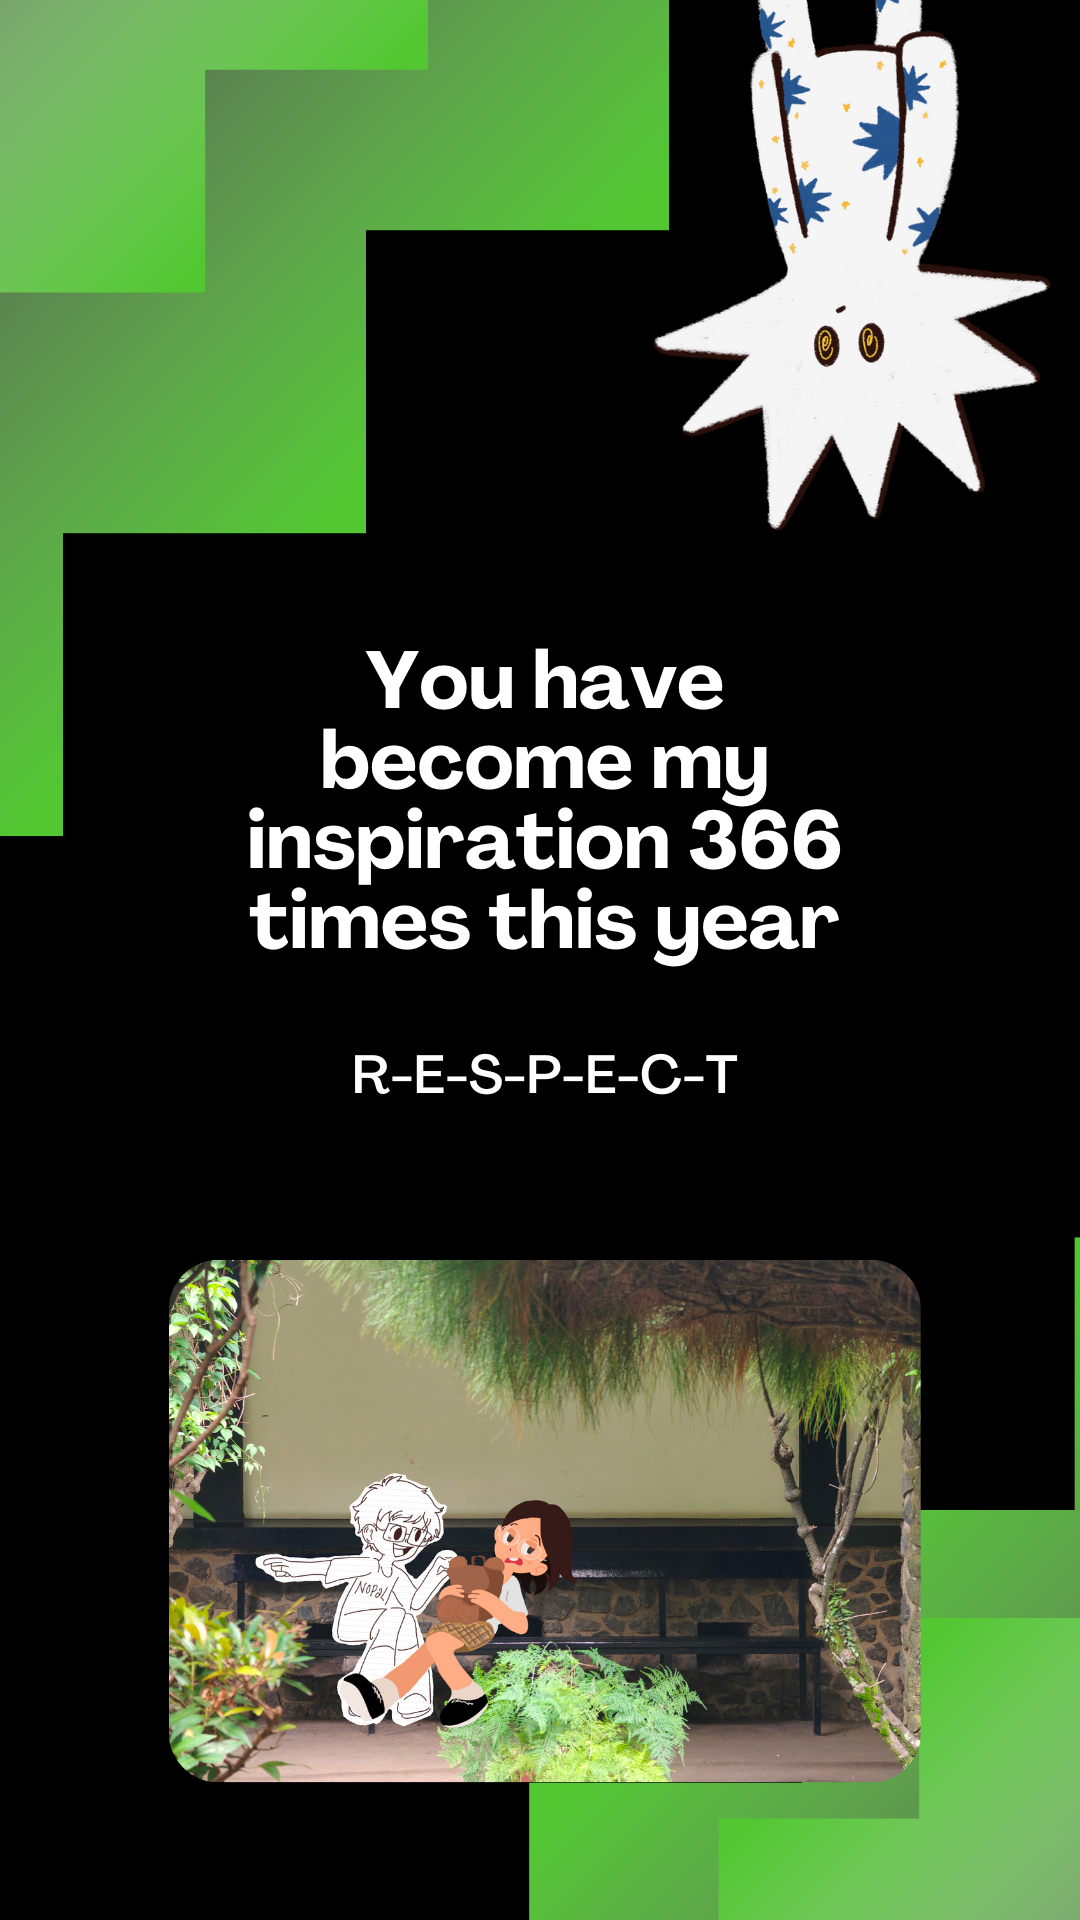 You have
become my
inspiration 366
times this year
R-E-S-P-E-C-T
NOPAL